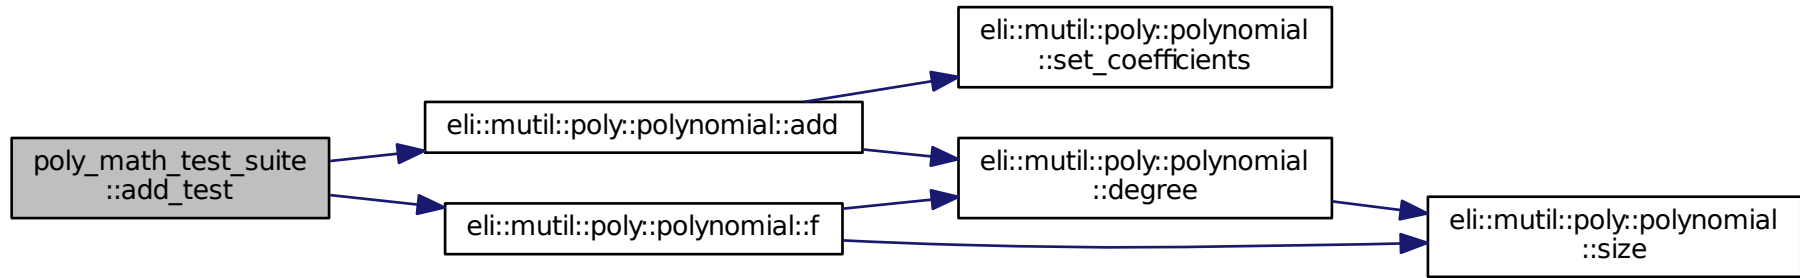 poly_math_test_suite
::add_test
eli::mutil::poly::polynomial::add
eli::mutil::poly::polynomial::f
eli::mutil::poly::polynomial
::set_coefficients
eli::mutil::poly::polynomial
::degree
eli::mutil::poly::polynomial
::size